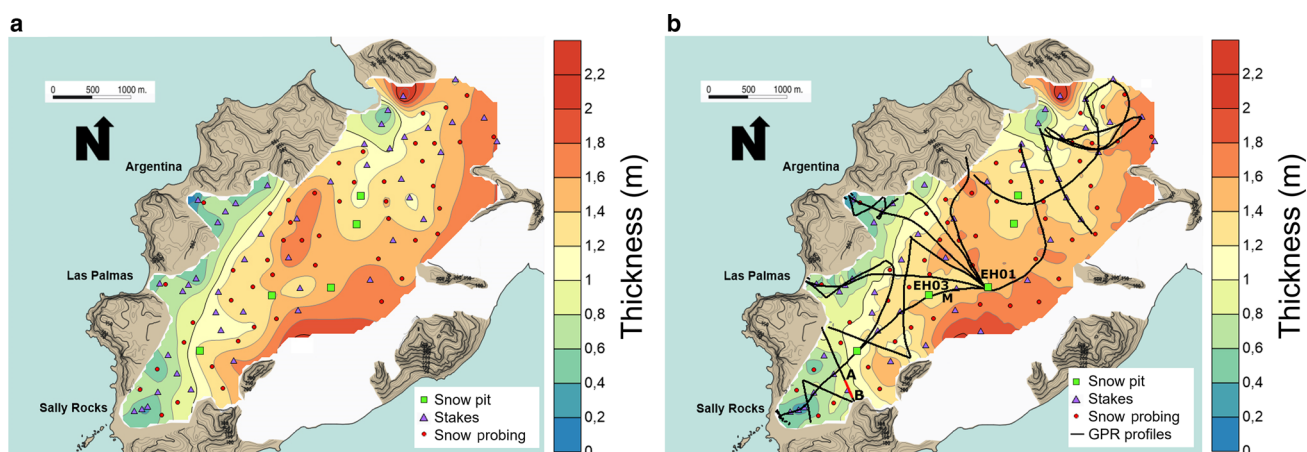 a
0 500 1000 m.
N
Argentina
Las Palmas
Sally Rocks
Snow pit
Stakes
Snow probing
2,2
2
1,8
1,6
1,4
1,2
1
0,8
0,6
0,4
0,2
0
Thickness (m)
b
0 500 1000 m.
N
Argentina
Las Palmas
Sally Rocks
EH01
EH03
M
A
B
Snow pit
Stakes
Snow probing
GPR profiles
2,2
2
1,8
1,6
1,4
1,2
1
0,8
0,6
0,4
0,2
0
Thickness (m)